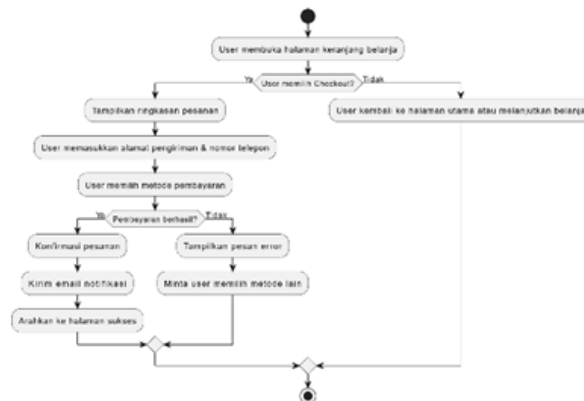 User membuka halaman keranjang belanja
Ya
User memilih Checkout?
Tidak
Tampilkan ringkasan pesanan
User kembali ke halaman utama atau melanjutkan belanja
User memasukkan alamat pengiriman & nomor telepon
User memilih metode pembayaran
Ya
Pembayaran berhasil?
Tidak
Konfirmasi pesanan
Tampilkan pesan error
Kirim email notifikasi
Minta user memilih metode lain
Arahkan ke halaman sukses